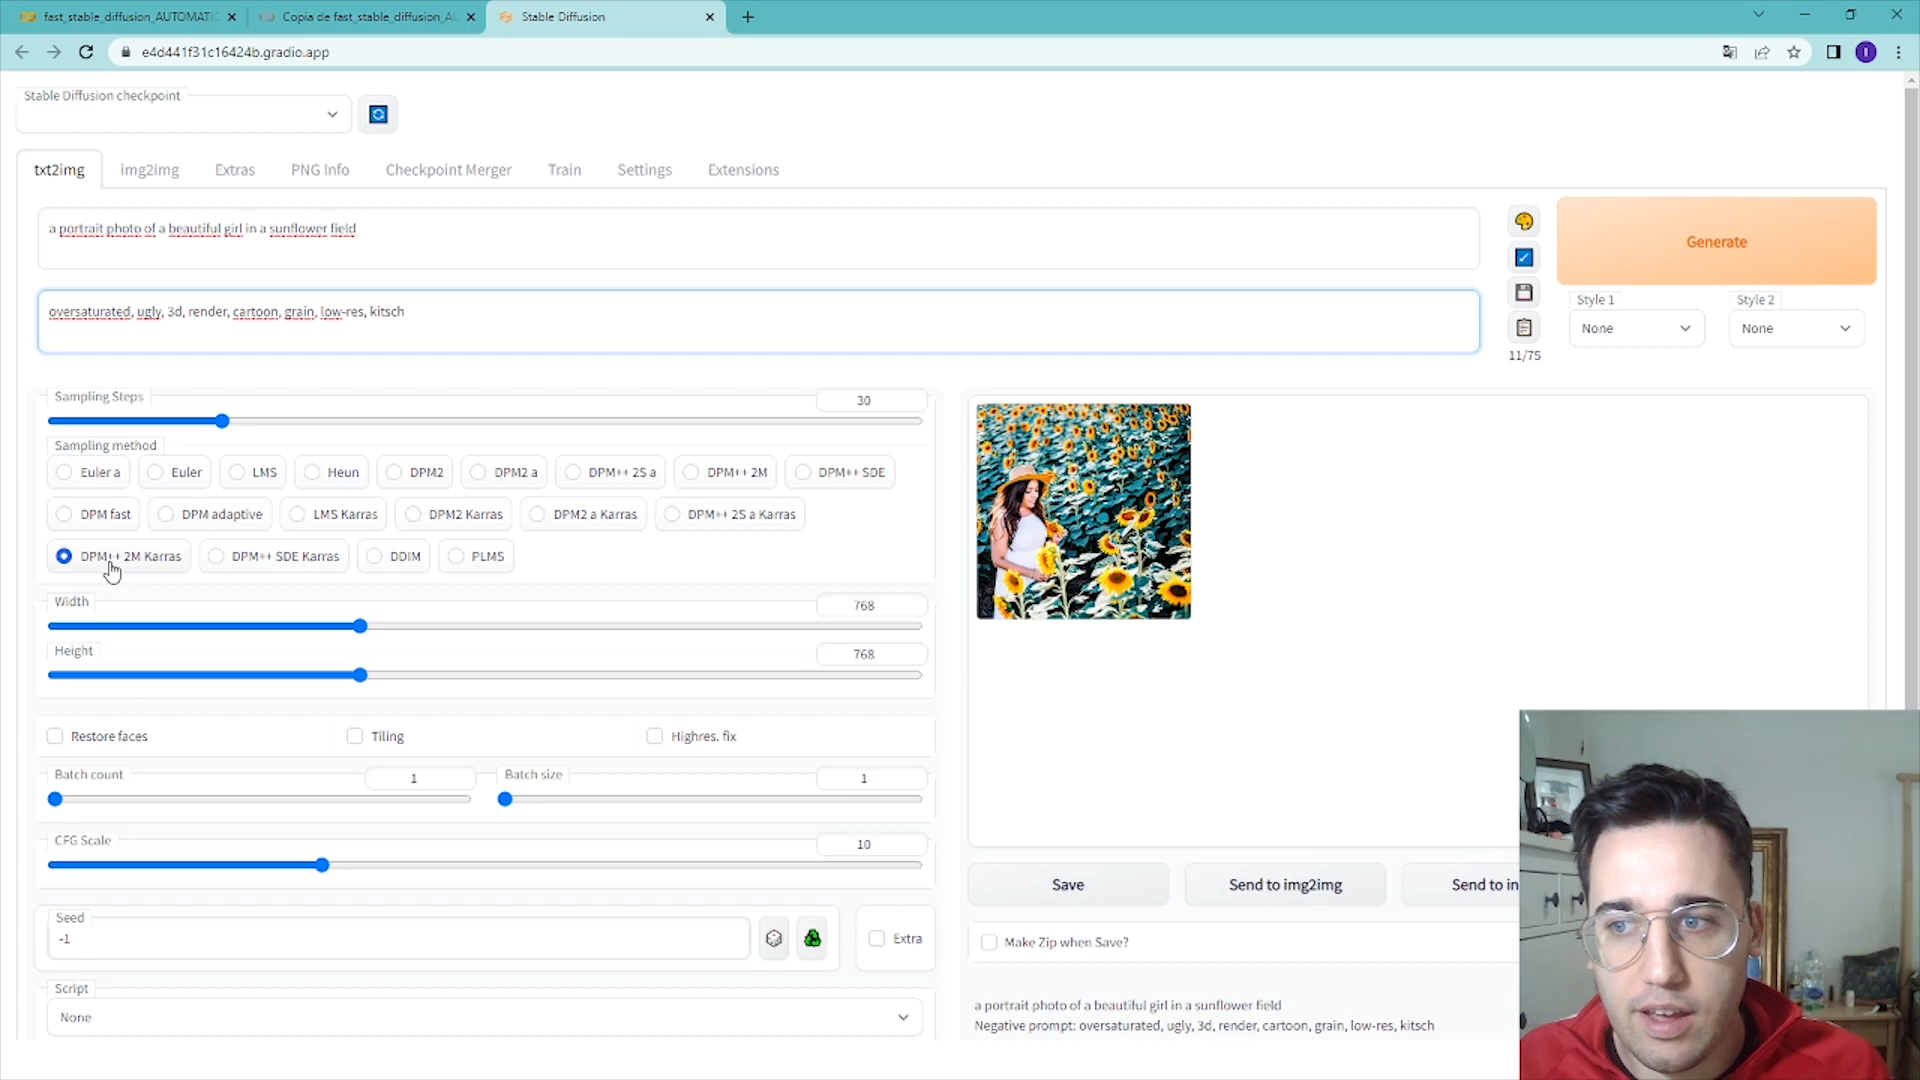 fast_stable_diffusion_AUTOMATIC
Copia de fast_stable_diffusion_AU
Stable Diffusion
e4d441f31c16424b.gradio.app
I
Stable Diffusion checkpoint
txt2img
img2img
Extras
PNG Info
Checkpoint Merger
Train
Settings
Extensions
a portrait photo of a beautiful girl in a sunflower field
oversaturated, ugly, 3d, render, cartoon, grain, low-res, kitsch
Generate
Style 1
Style 2
None
None
11/75
Sampling Steps
30
Sampling method
Euler a
Euler
LMS
Heun
DPM2
DPM2 a
DPM++ 2S a
DPM++ 2M
DPM++ SDE
DPM fast
DPM adaptive
LMS Karras
DPM2 Karras
DPM2 a Karras
DPM++ 2S a Karras
DPM++ 2M Karras
DPM++ SDE Karras
DDIM
PLMS
Width
768
Height
768
Restore faces
Tiling
Highres. fix
Batch count
1
Batch size
1
CFG Scale
10
Seed
-1
Extra
Script
None
Save
Send to img2img
Send to in
Make Zip when Save?
a portrait photo of a beautiful girl in a sunflower field
Negative prompt: oversaturated, ugly, 3d, render, cartoon, grain, low-res, kitsch